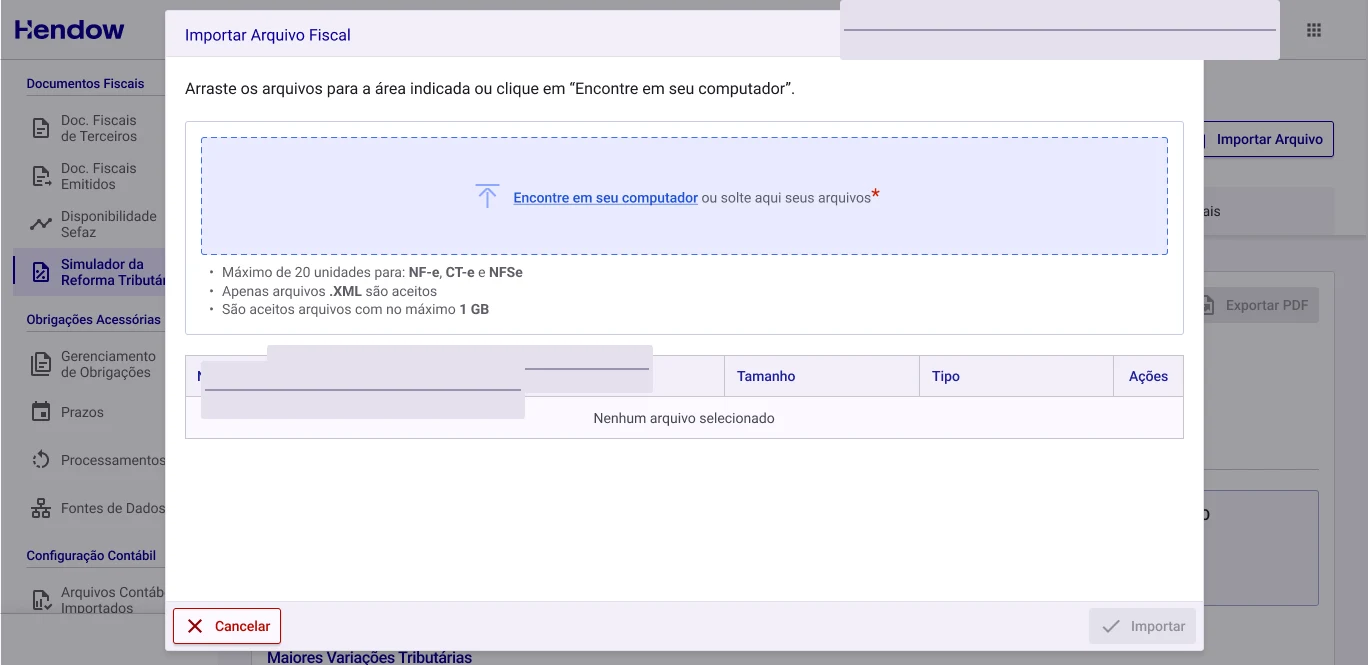 Hendow
Importar Arquivo Fiscal
Documentos Fiscais
Doc. Fiscais
de Terceiros
Doc. Fiscais
Emitidos
Disponibilidade
Sefaz
Simulador da
Reforma Tributár
Obrigações Acessórias
Gerenciamento
de Obrigações
Prazos
Processamentos
Fontes de Dados
Configuração Contábil
Arquivos Contáb
Importados
Arraste os arquivos para a área indicada ou clique em “Encontre em seu computador”.
Encontre em seu computador ou solte aqui seus arquivos*
• Máximo de 20 unidades para: NF-e, CT-e e NFSe
• Apenas arquivos .XML são aceitos
• São aceitos arquivos com no máximo 1 GB
Tamanho Tipo Ações
Nenhum arquivo selecionado
Cancelar
Importar
Importar Arquivo
ais
Exportar PDF
Maiores Variações Tributárias